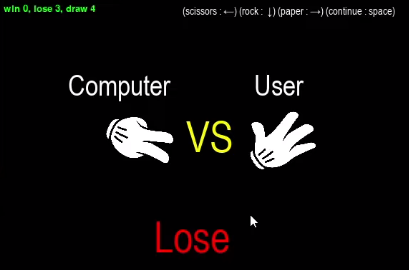 win 0, lose 3, draw 4
(scissors : ←) (rock : ↓) (paper : →) (continue : space)
Computer
User
VS
Lose